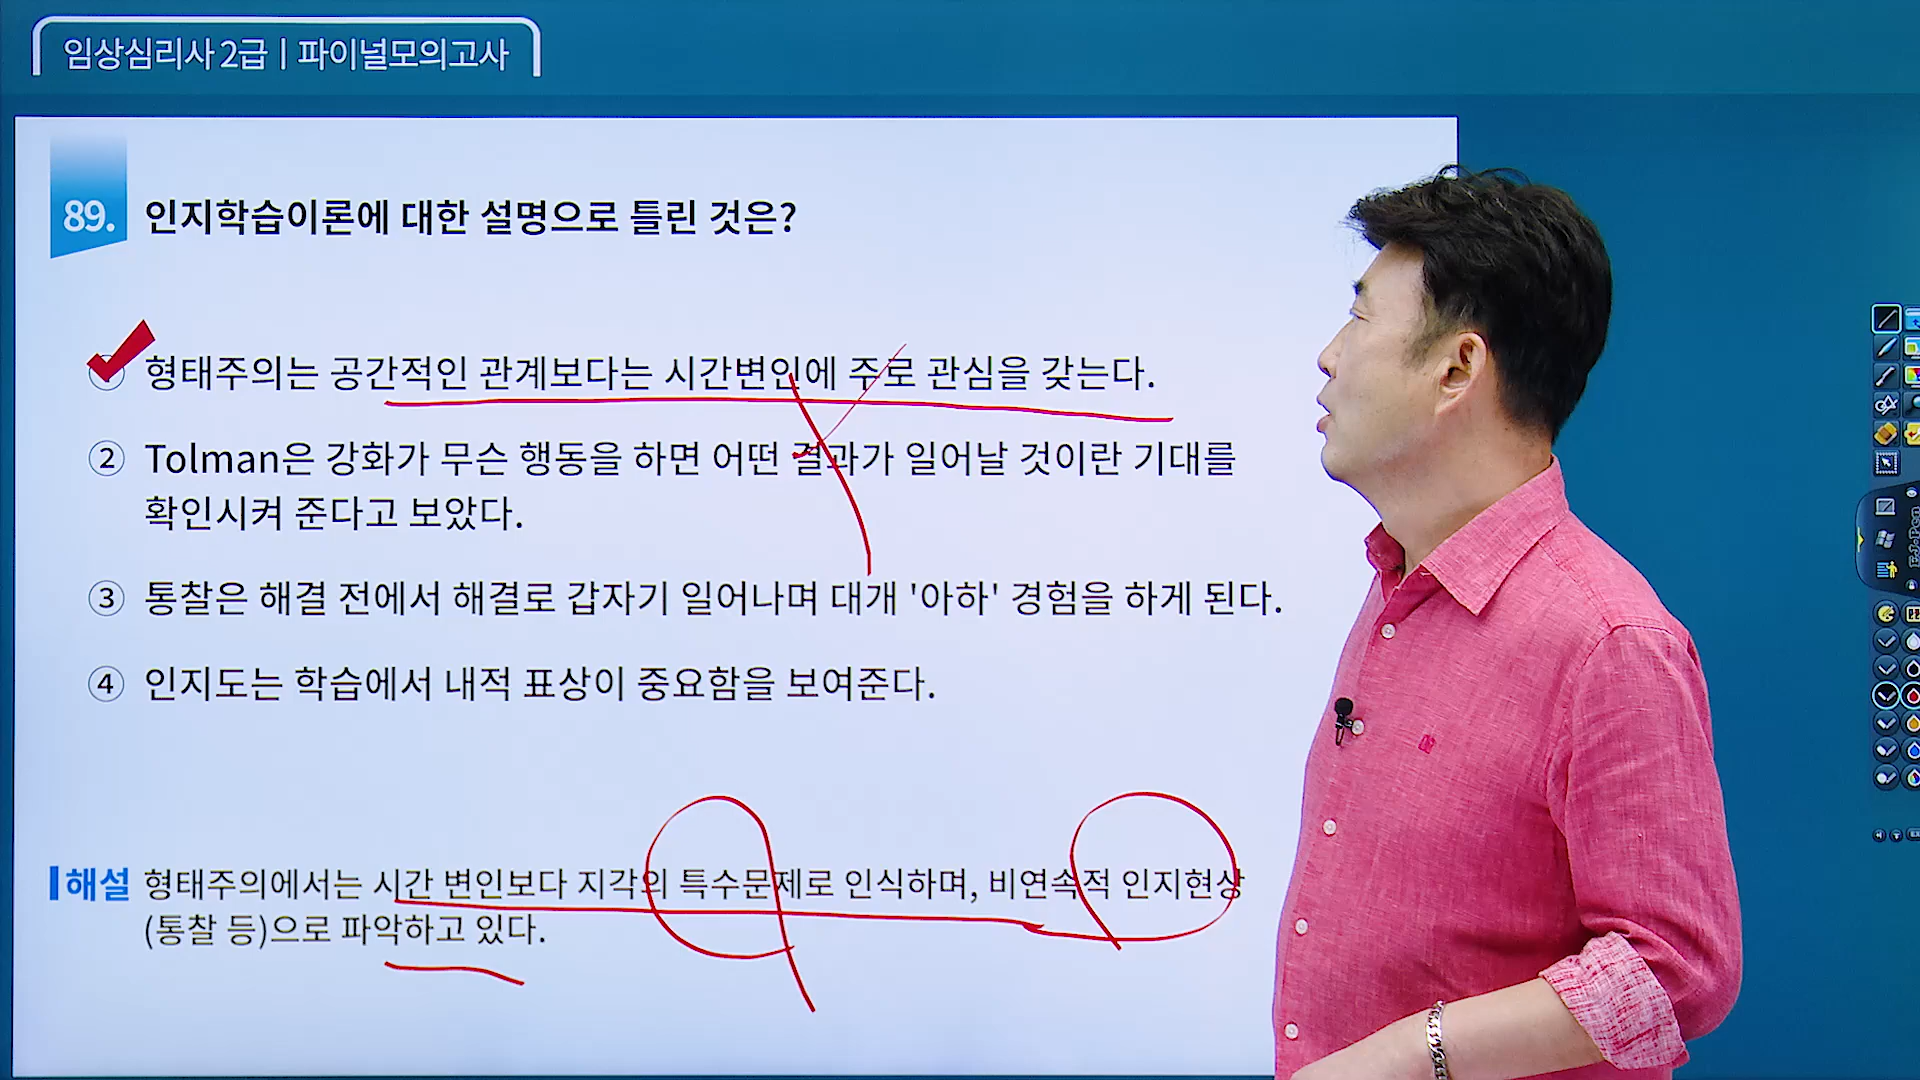 임상심리사 2급 | 파이널모의고사
89. 인지학습이론에 대한 설명으로 틀린 것은?
① 형태주의는 공간적인 관계보다는 시간변인에 주로 관심을 갖는다.
② Tolman은 강화가 무슨 행동을 하면 어떤 결과가 일어날 것이란 기대를
확인시켜 준다고 보았다.
③ 통찰은 해결 전에서 해결로 갑자기 일어나며 대개 '아하' 경험을 하게 된다.
④ 인지도는 학습에서 내적 표상이 중요함을 보여준다.
해설 형태주의에서는 시간 변인보다 지각의 특수문제로 인식하며, 비연속적 인지현상
(통찰 등)으로 파악하고 있다.